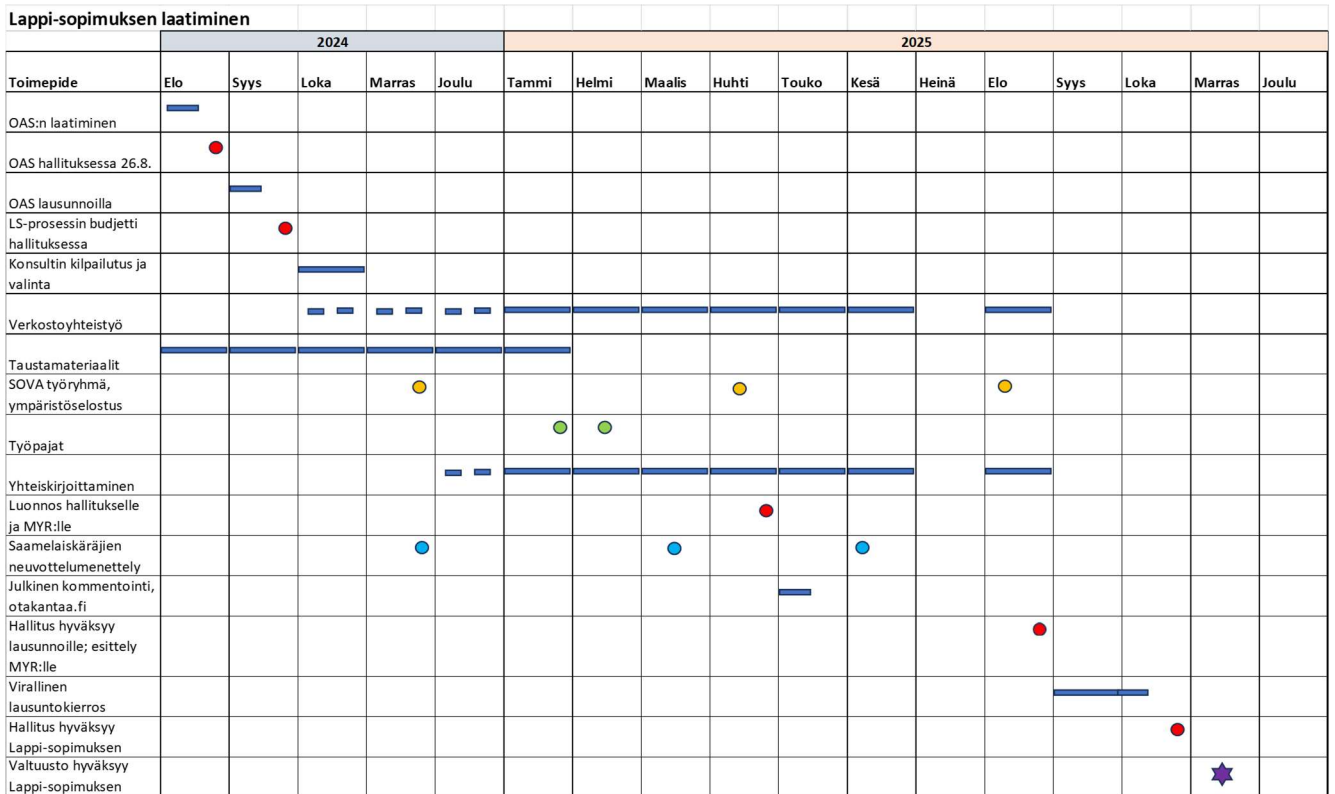 Lappi-sopimuksen laatiminen
2024 2025
Toimepide Elo Syys Loka Marras Joulu Tammi Helmi Maalis Huhti Touko Kesä Heinä Elo Syys Loka Marras Joulu
OAS:n laatiminen
OAS hallituksessa 26.8.
OAS lausunnoilla
LS-prosessin budjetti
hallituksessa
Konsultin kilpailutus ja
valinta
Verkostoyhteistyö
Taustamateriaalit
SOVA työryhmä,
ympäristöselostus
Työpajat
Yhteiskirjoittaminen
Luonnos hallitukselle
ja MYR:lle
Saamelaiskäräjien
neuvottelumenettely
Julkinen kommentointi,
otakantaa.fi
Hallitus hyväksyy
lausunnoille; esittely
MYR:lle
Virallinen
lausuntokierros
Hallitus hyväksyy
Lappi-sopimuksen
Valtuusto hyväksyy
Lappi-sopimuksen